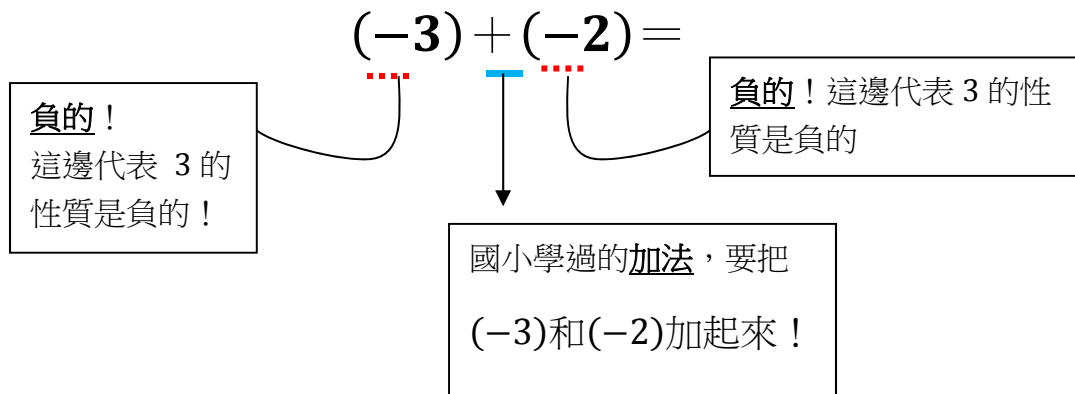 (−3)＋(−2)＝
負的！
這邊代表 3 的
性質是負的！
負的！這邊代表 3 的性
質是負的
國小學過的加法，要把
(−3)和(−2)加起來！